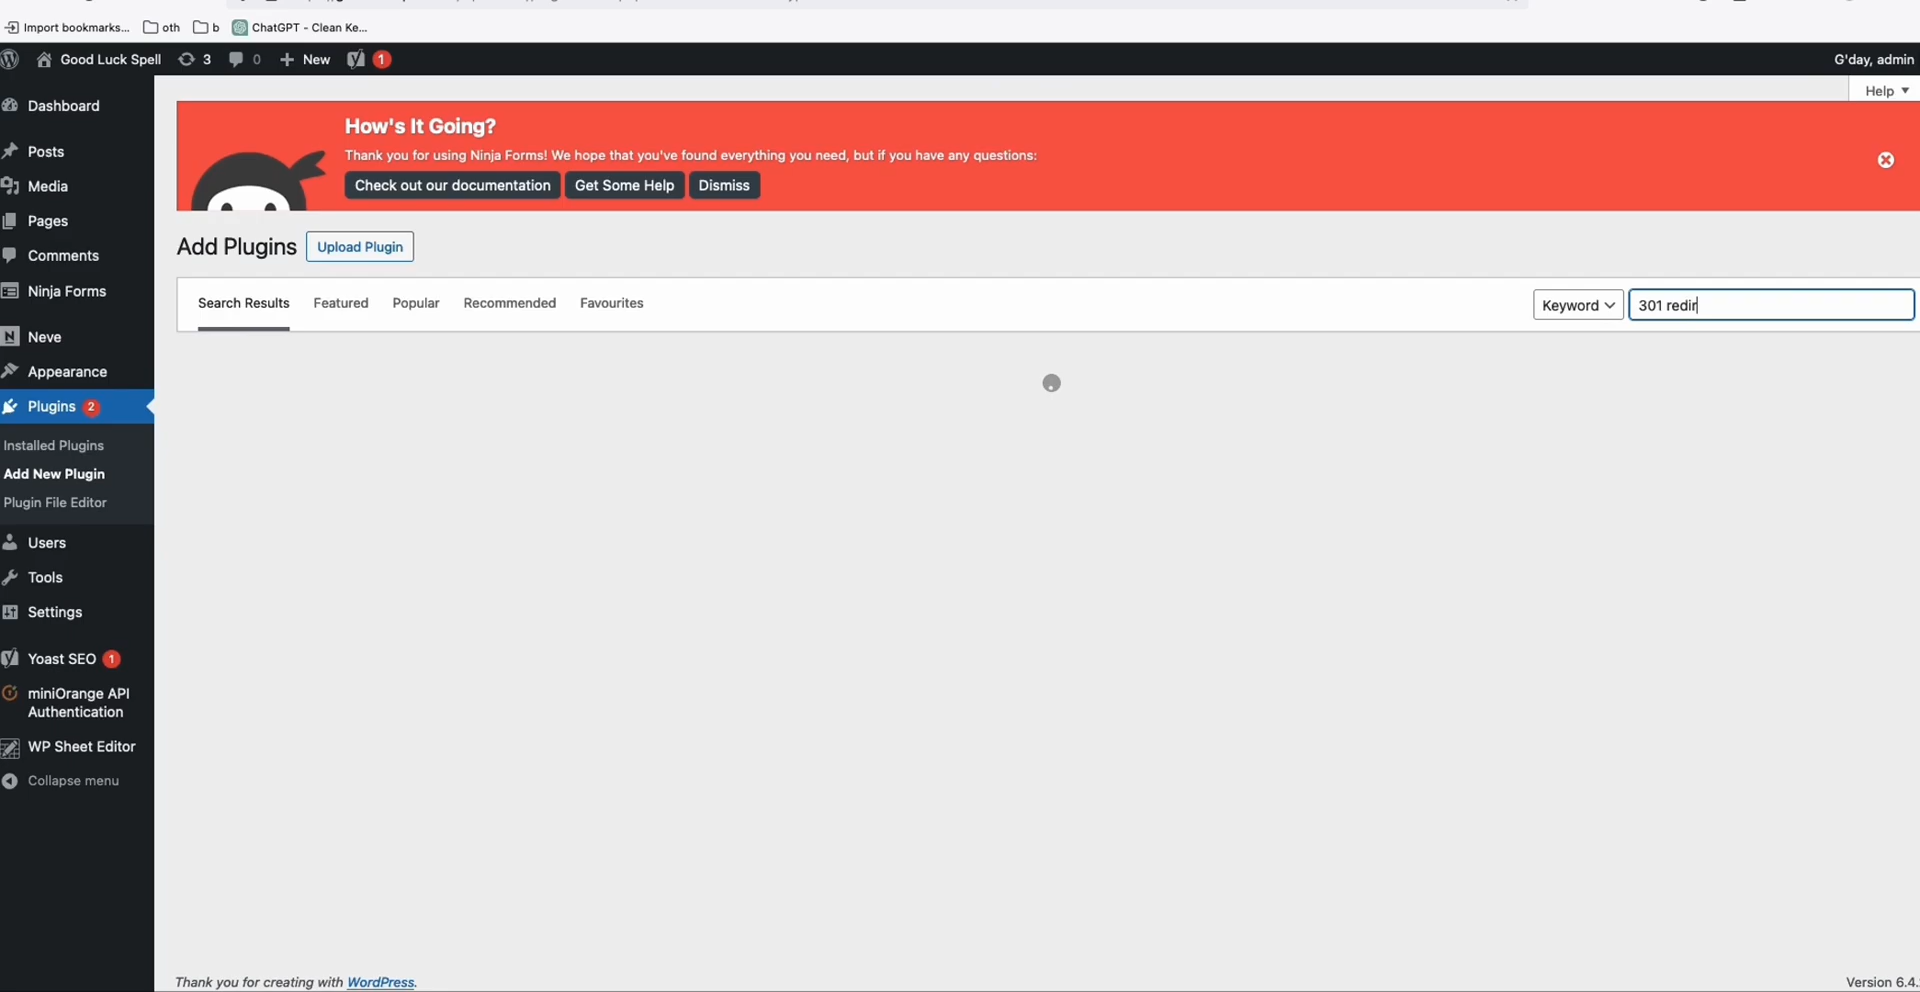 Import bookmarks... oth b ChatGPT - Clean Ke...
Good Luck Spell 3 0 New 1 G'day, admin
Help
Dashboard
Posts
Media
Pages
Comments
Ninja Forms
Neve
Appearance
Plugins 2
Installed Plugins
Add New Plugin
Plugin File Editor
Users
Tools
Settings
Yoast SEO 1
miniOrange API
Authentication
WP Sheet Editor
Collapse menu
How's It Going?
Thank you for using Ninja Forms! We hope that you've found everything you need, but if you have any questions:
Check out our documentation Get Some Help Dismiss
Add Plugins Upload Plugin
Search Results Featured Popular Recommended Favourites Keyword 301 redir
Thank you for creating with WordPress. Version 6.4.